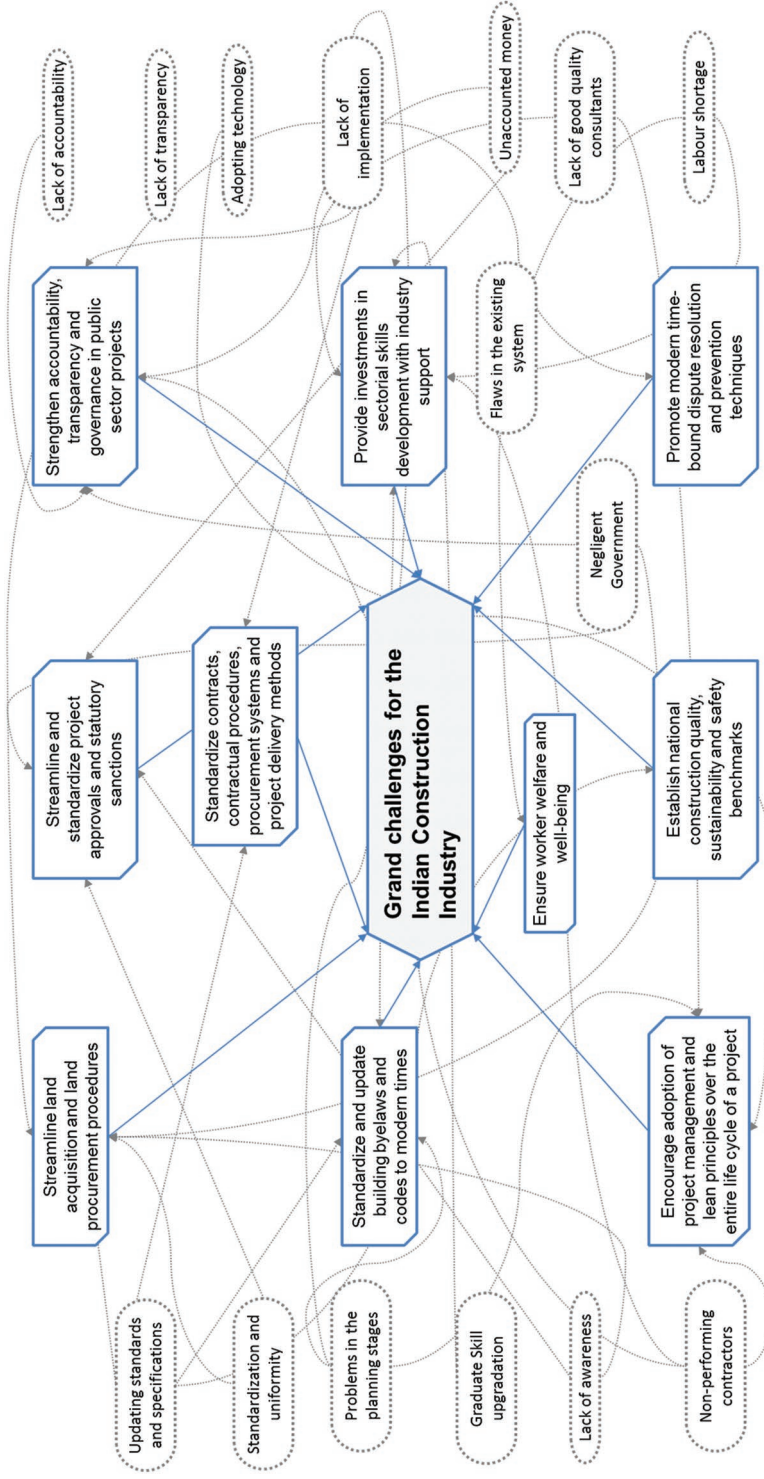 Updating standards
and specifications
Standardization and
uniformity
Problems in the
planning stages
Graduate Skill
upgradation
Lack of awareness
Non-performing
contractors
Streamline land
acquisition and land
procurement procedures
Standardize and update
building byelaws and
codes to modern times
Encourage adoption of
project management and
lean principles over the
entire life cycle of a project
Streamline and
standardize project
approvals and statutory
sanctions
Standardize contracts,
contractual procedures,
procurement systems and
project delivery methods
Grand challenges for the
Indian Construction
Industry
Ensure worker welfare and
well-being
Establish national
construction quality,
sustainability and safety
benchmarks
Negligent
Government
Strengthen accountability,
transparency and
governance in public
sector projects
Provide investments in
sectorial skills
development with industry
support
Flaws in the existing
system
Promote modern time-
bound dispute resolution
and prevention
techniques
Lack of accountability
Lack of transparency
Adopting technology
Lack of
implementation
Unaccounted money
Lack of good quality
consultants
Labour shortage